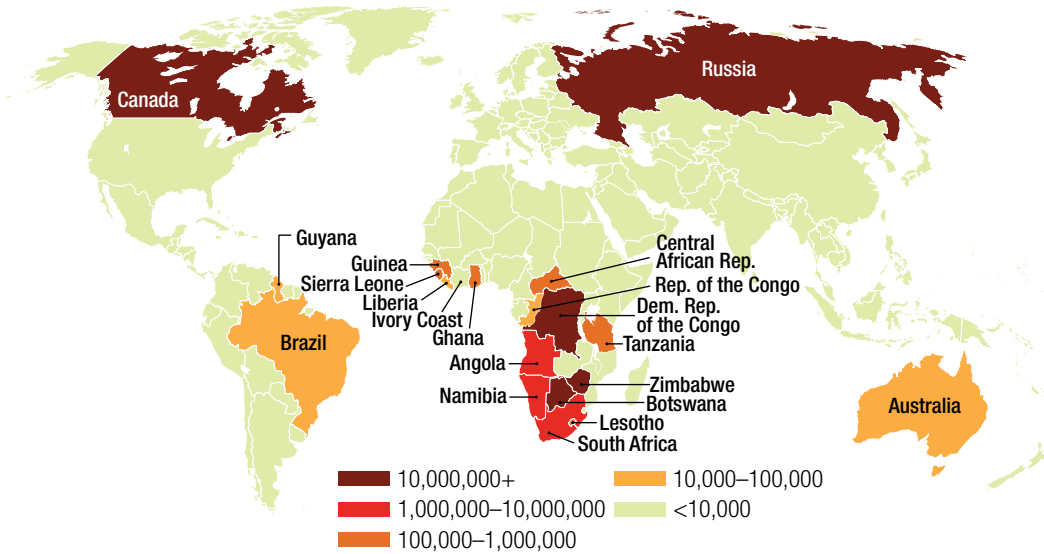 Canada
Russia
Guyana
Guinea
Sierra Leone
Liberia
Ivory Coast
Ghana
Central
African Rep.
Rep. of the Congo
Dem. Rep.
of the Congo
Tanzania
Brazil
Angola
Namibia
Zimbabwe
Botswana
Lesotho
South Africa
Australia
10,000,000+
1,000,000–10,000,000
100,000–1,000,000
10,000–100,000
<10,000